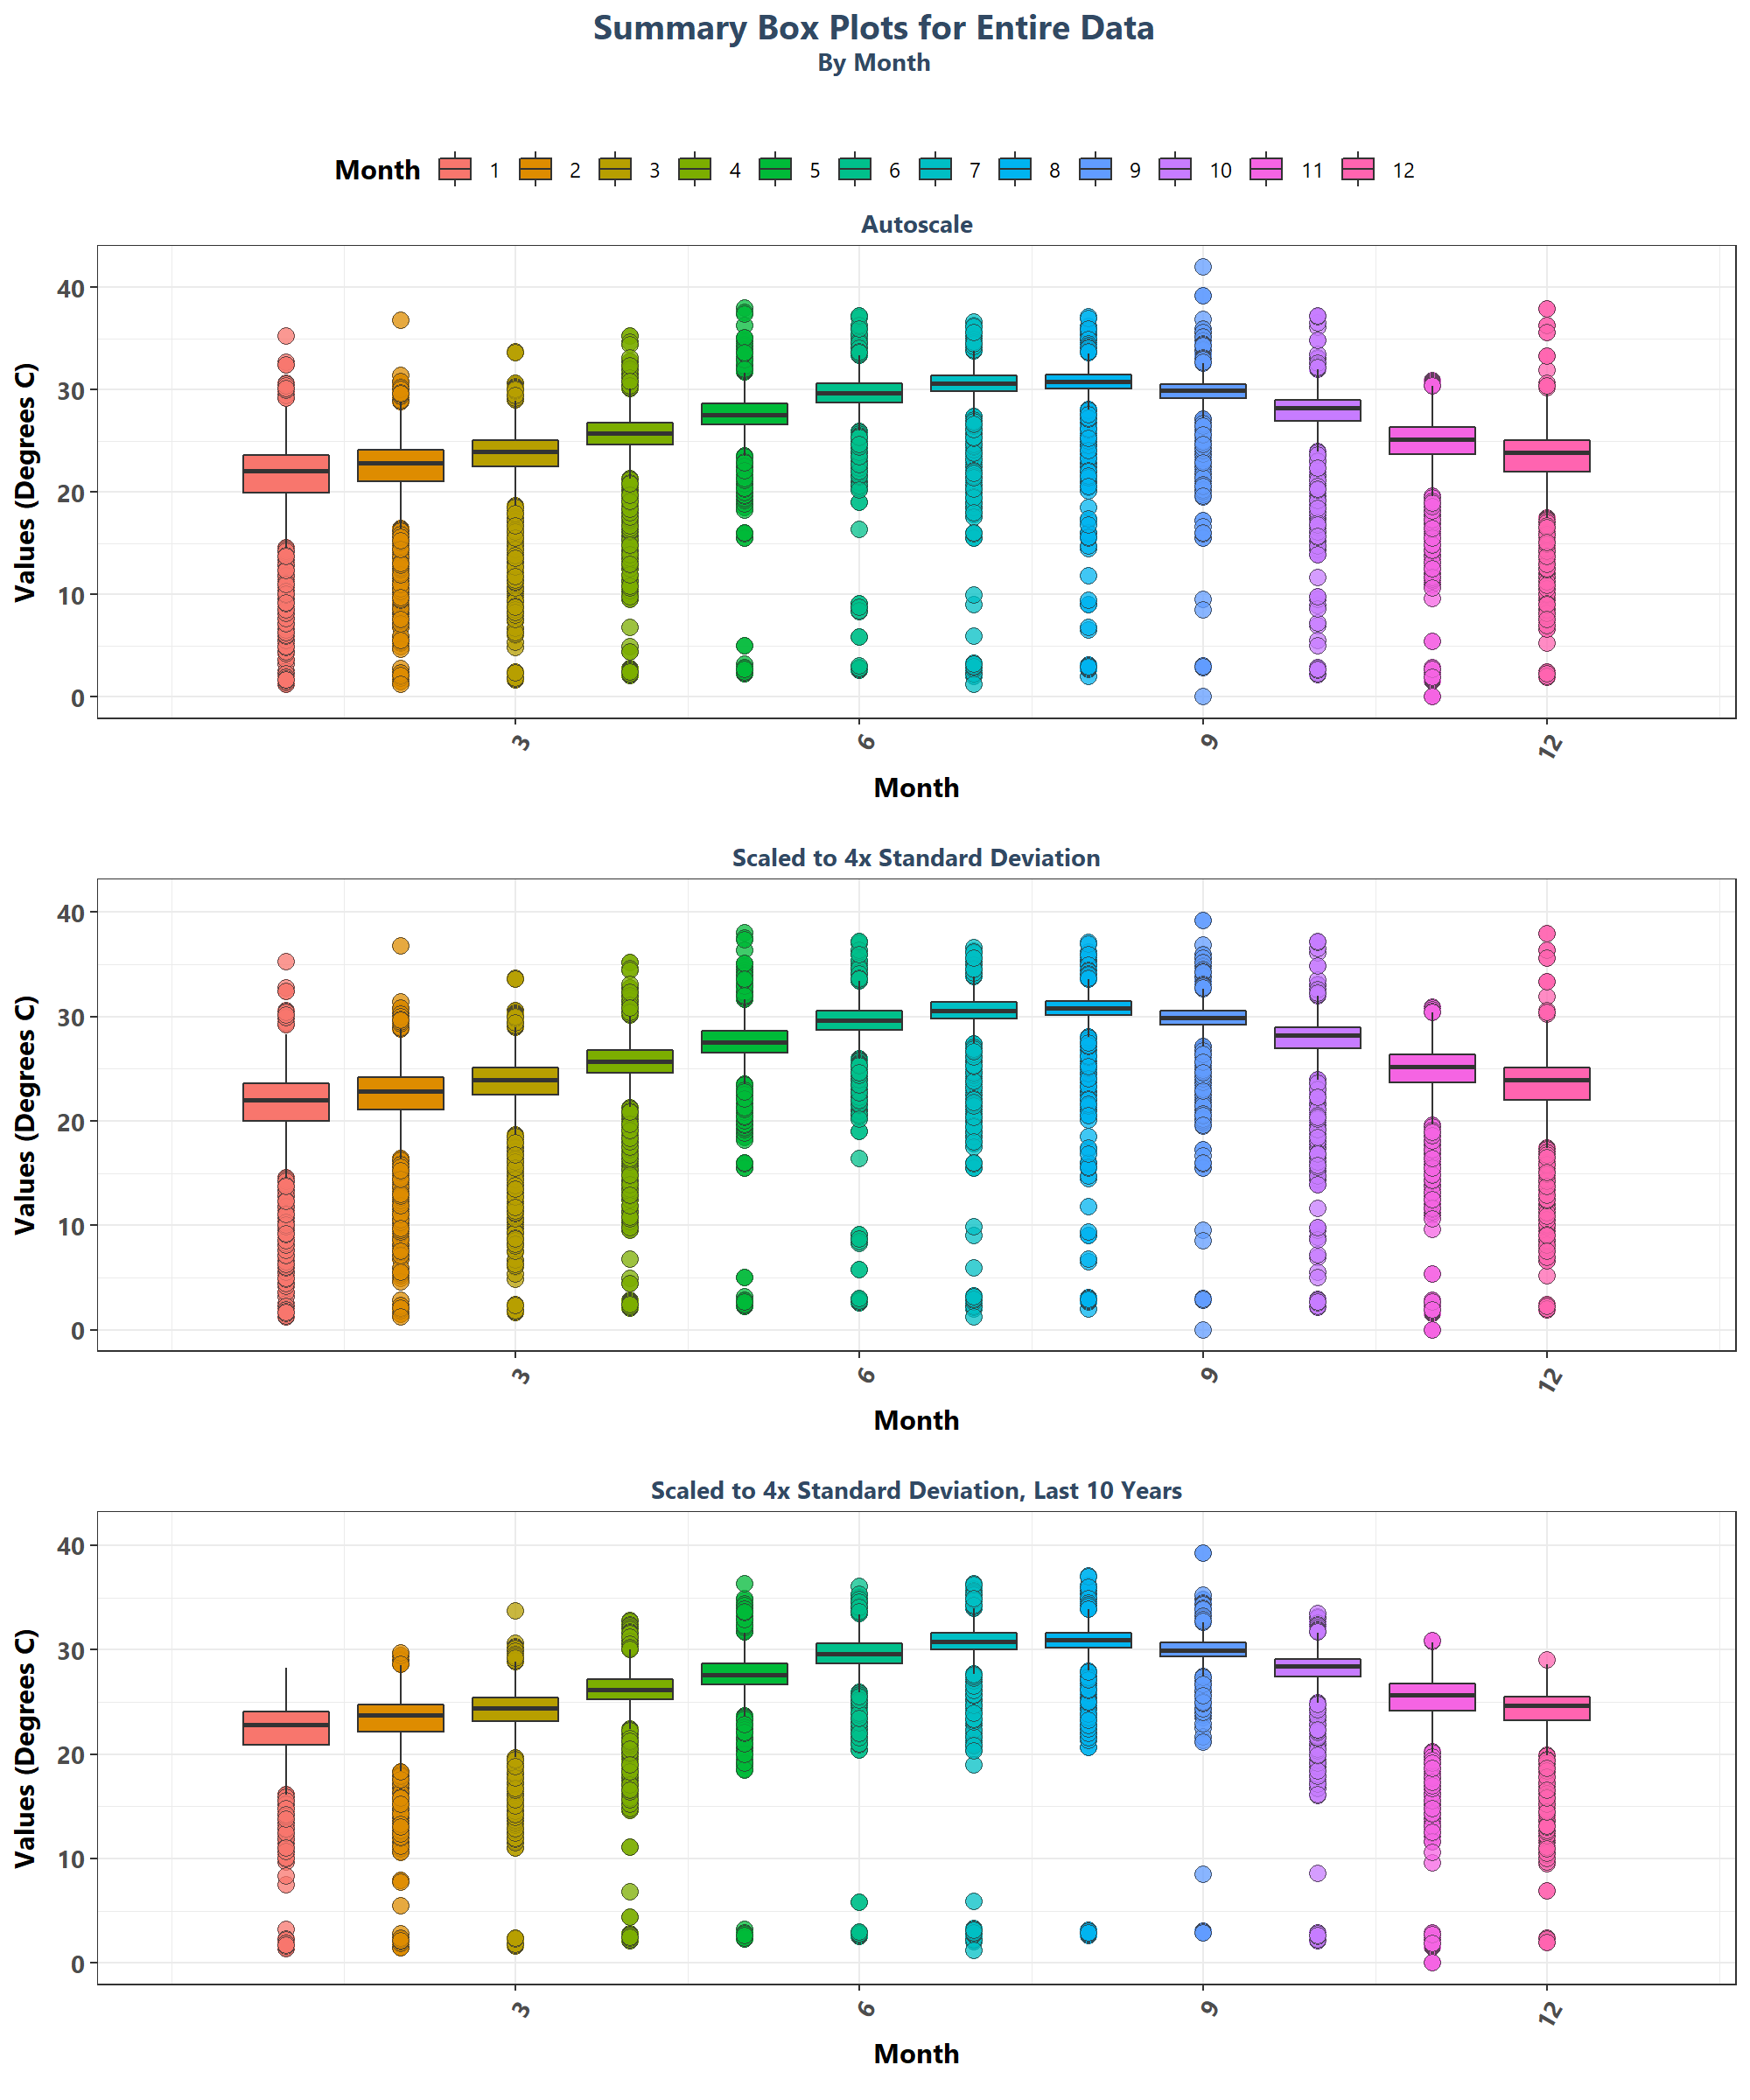 Summary Box Plots for Entire Data
By Month
Month 1 2 3 4 5 6 7 8 9 10 11 12
Autoscale
Values (Degrees C)
40
30
20
10
0
3 6 9 12
Month
Scaled to 4x Standard Deviation
Values (Degrees C)
40
30
20
10
0
3 6 9 12
Month
Scaled to 4x Standard Deviation, Last 10 Years
Values (Degrees C)
40
30
20
10
0
3 6 9 12
Month